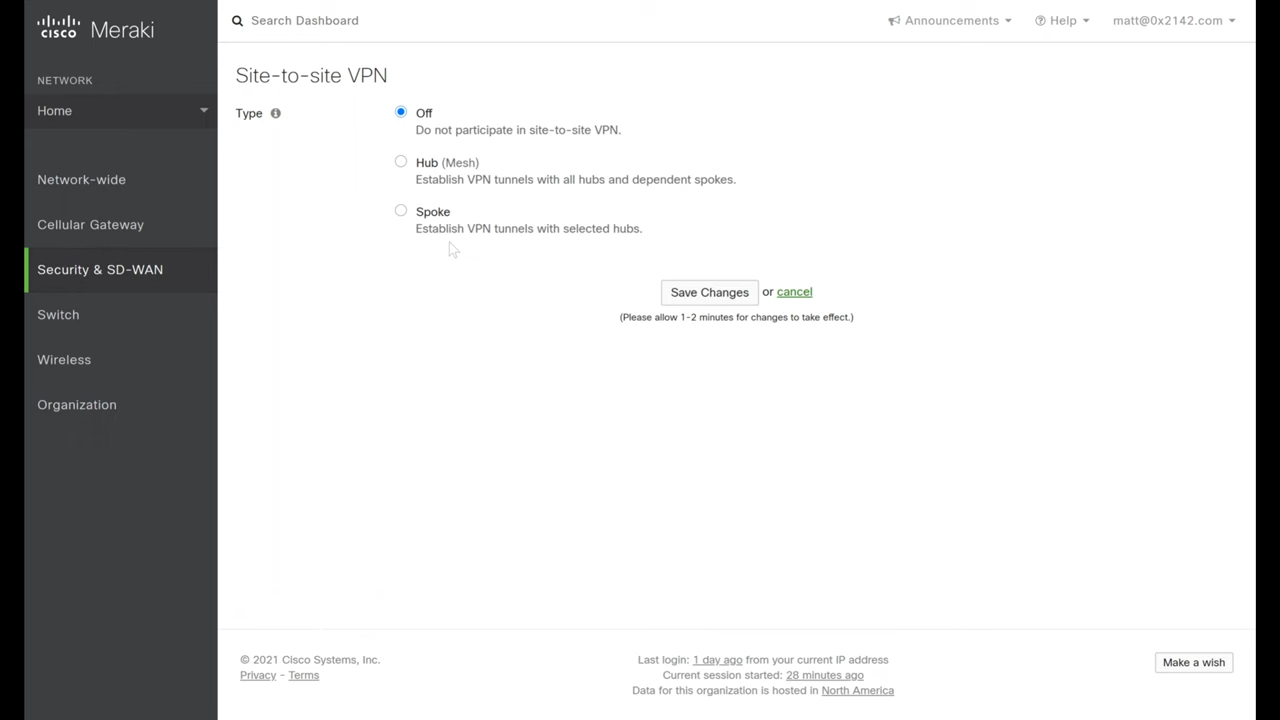 cisco Meraki
Search Dashboard
Announcements
Help
matt@0x2142.com
NETWORK
Home
Network-wide
Cellular Gateway
Security & SD-WAN
Switch
Wireless
Organization
Site-to-site VPN
Type
Off
Do not participate in site-to-site VPN.
Hub (Mesh)
Establish VPN tunnels with all hubs and dependent spokes.
Spoke
Establish VPN tunnels with selected hubs.
Save Changes or cancel
(Please allow 1-2 minutes for changes to take effect.)
© 2021 Cisco Systems, Inc.
Privacy - Terms
Last login: 1 day ago from your current IP address
Current session started: 28 minutes ago
Data for this organization is hosted in North America
Make a wish